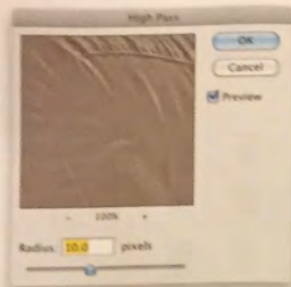 High Pass
OK
Cancel
Preview
- 100% +
Radius: 10.0 pixels